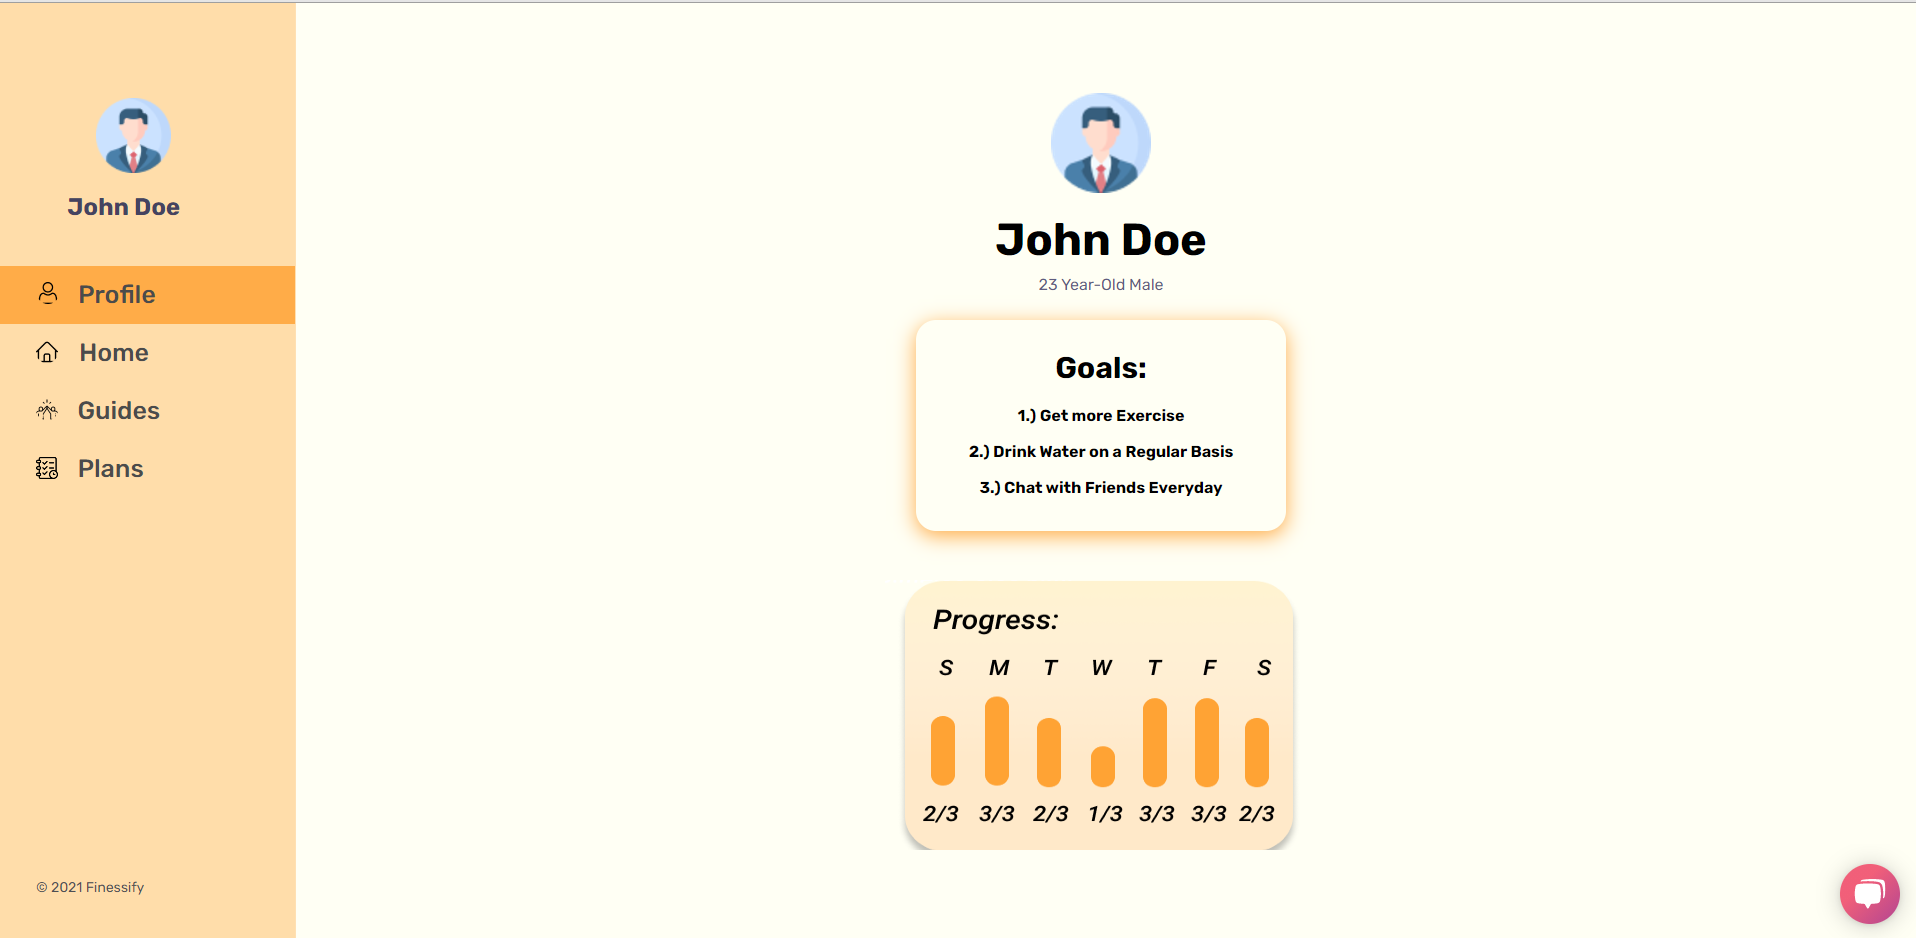 John Doe
Profile
Home
Guides
Plans
© 2021 Finessify
John Doe
23 Year-Old Male
Goals:
1.) Get more Exercise
2.) Drink Water on a Regular Basis
3.) Chat with Friends Everyday
Progress:
S M T W T F S
2/3 3/3 2/3 1/3 3/3 3/3 2/3